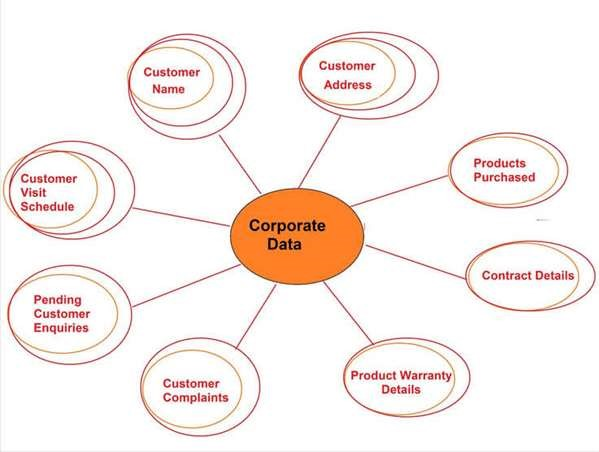 Customer
Name
Customer
Address
Products
Purchased
Customer
Visit
Schedule
Corporate
Data
Contract Details
Pending
Customer
Enquiries
Customer
Complaints
Product Warranty
Details